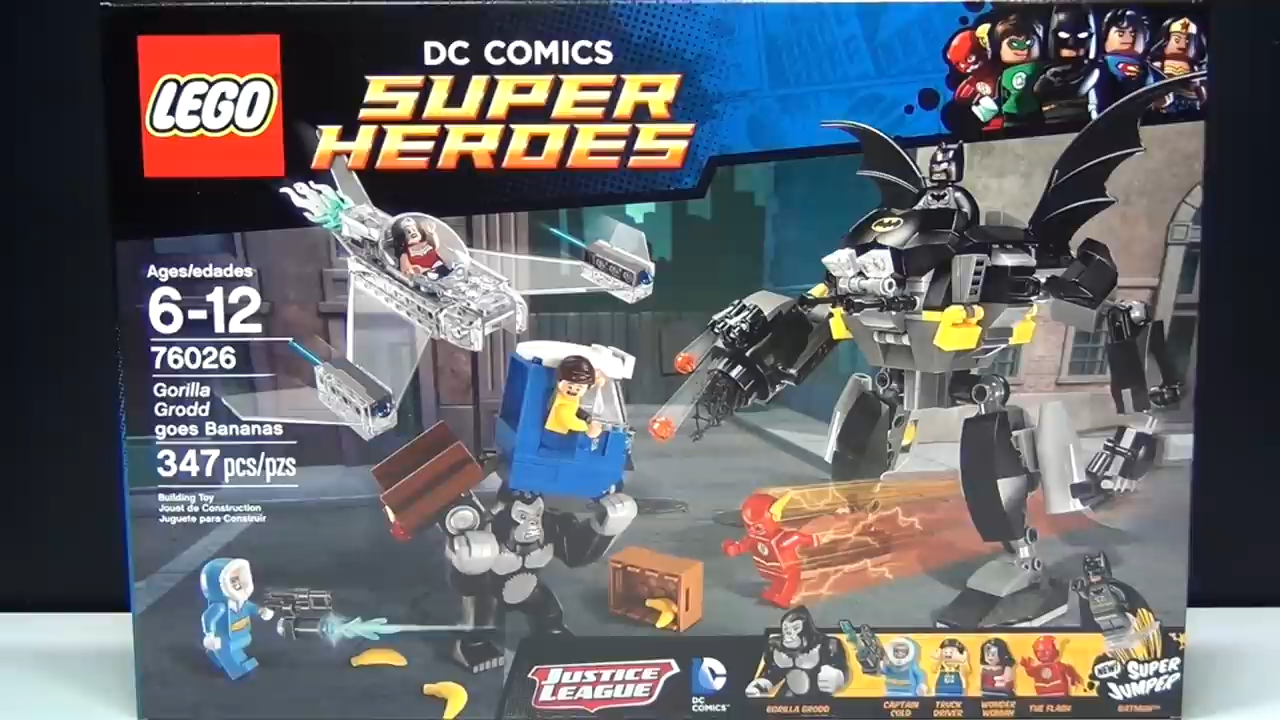 LEGO
DC COMICS
SUPER
HEROES
Ages/edades
6-12
76026
Gorilla
Grodd
goes Bananas
347 pcs/pzs
Building Toy
Jouet de Construction
Juguete para Construir
JUSTICE
LEAGUE
DC
COMICS™
GORILLA GRODD
CAPTAIN
COLD
TRUCK
DRIVER
WONDER
WOMAN
THE FLASH
NEW!
SUPER
JUMPER
BATMAN™